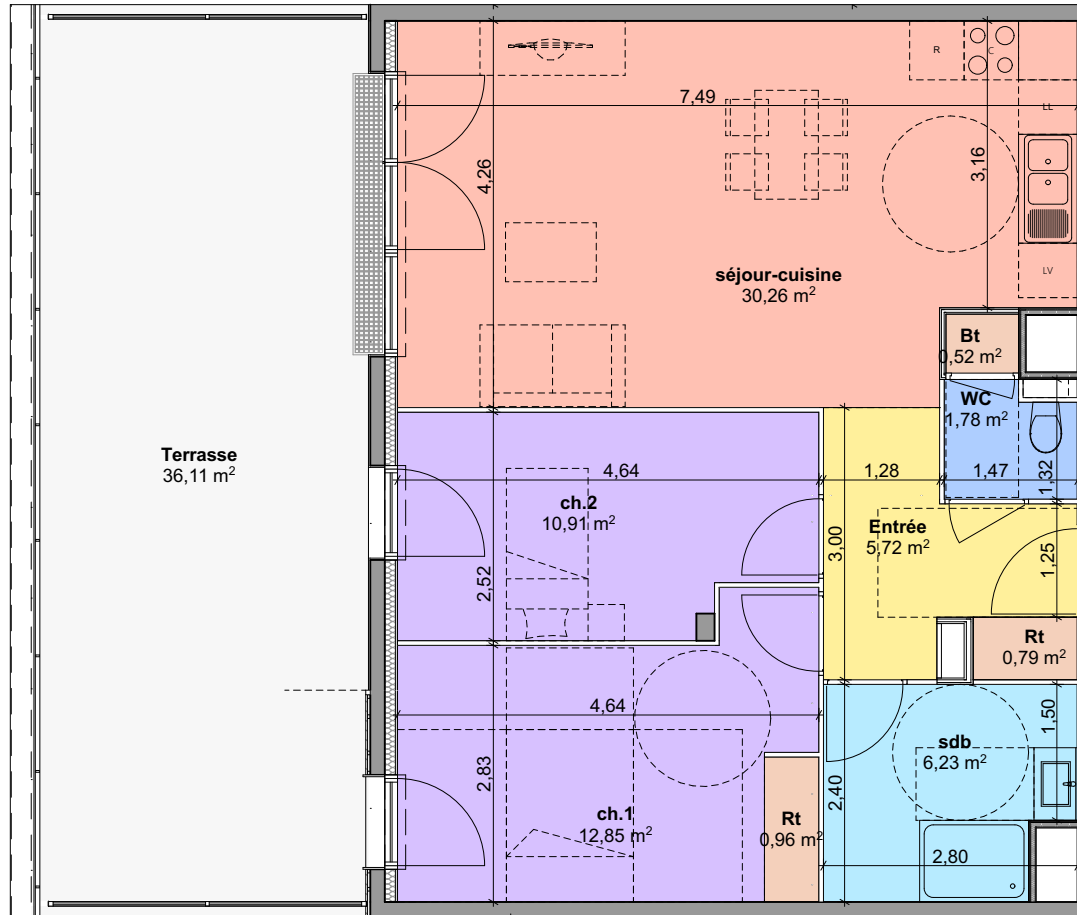 R
C
7,49
LL
4,26
3,16
séjour-cuisine
30,26 m²
LV
Bt
0,52 m²
WC
1,78 m²
Terrasse
36,11 m²
4,64
1,28
1,47
1,32
ch.2
10,91 m²
Entrée
5,72 m²
3,00
1,25
2,52
Rt
0,79 m²
4,64
1,50
sdb
6,23 m²
2,83
2,40
ch.1
12,85 m²
Rt
0,96 m²
2,80